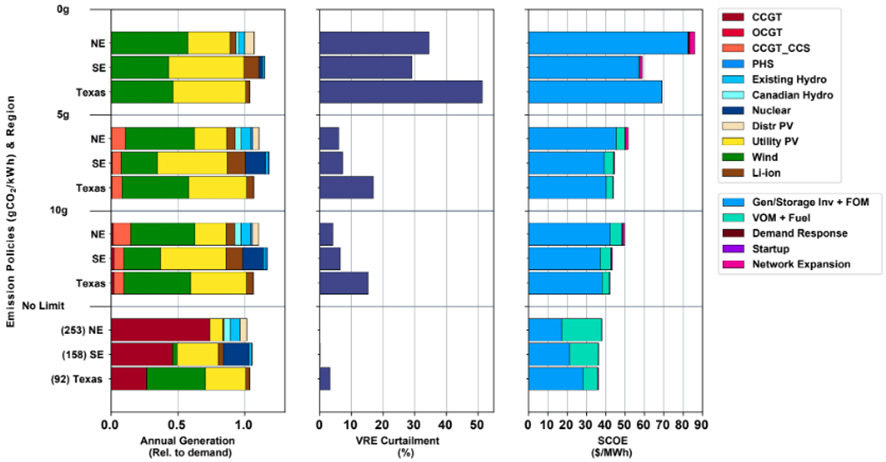 Emission Policies (gCO2/kWh) & Region
0g
NE
SE
Texas
5g
NE
SE
Texas
10g
NE
SE
Texas
No Limit
(253) NE
(158) SE
(92) Texas
0.0 0.5 1.0
Annual Generation
(Rel. to demand)
0 10 20 30 40 50
VRE Curtailment
(%)
0 10 20 30 40 50 60 70 80 90
SCOE
($/MWh)
CCGT
OCGT
CCGT_CCS
PHS
Existing Hydro
Canadian Hydro
Nuclear
Distr PV
Utility PV
Wind
Li-ion
Gen/Storage Inv + FOM
VOM + Fuel
Demand Response
Startup
Network Expansion